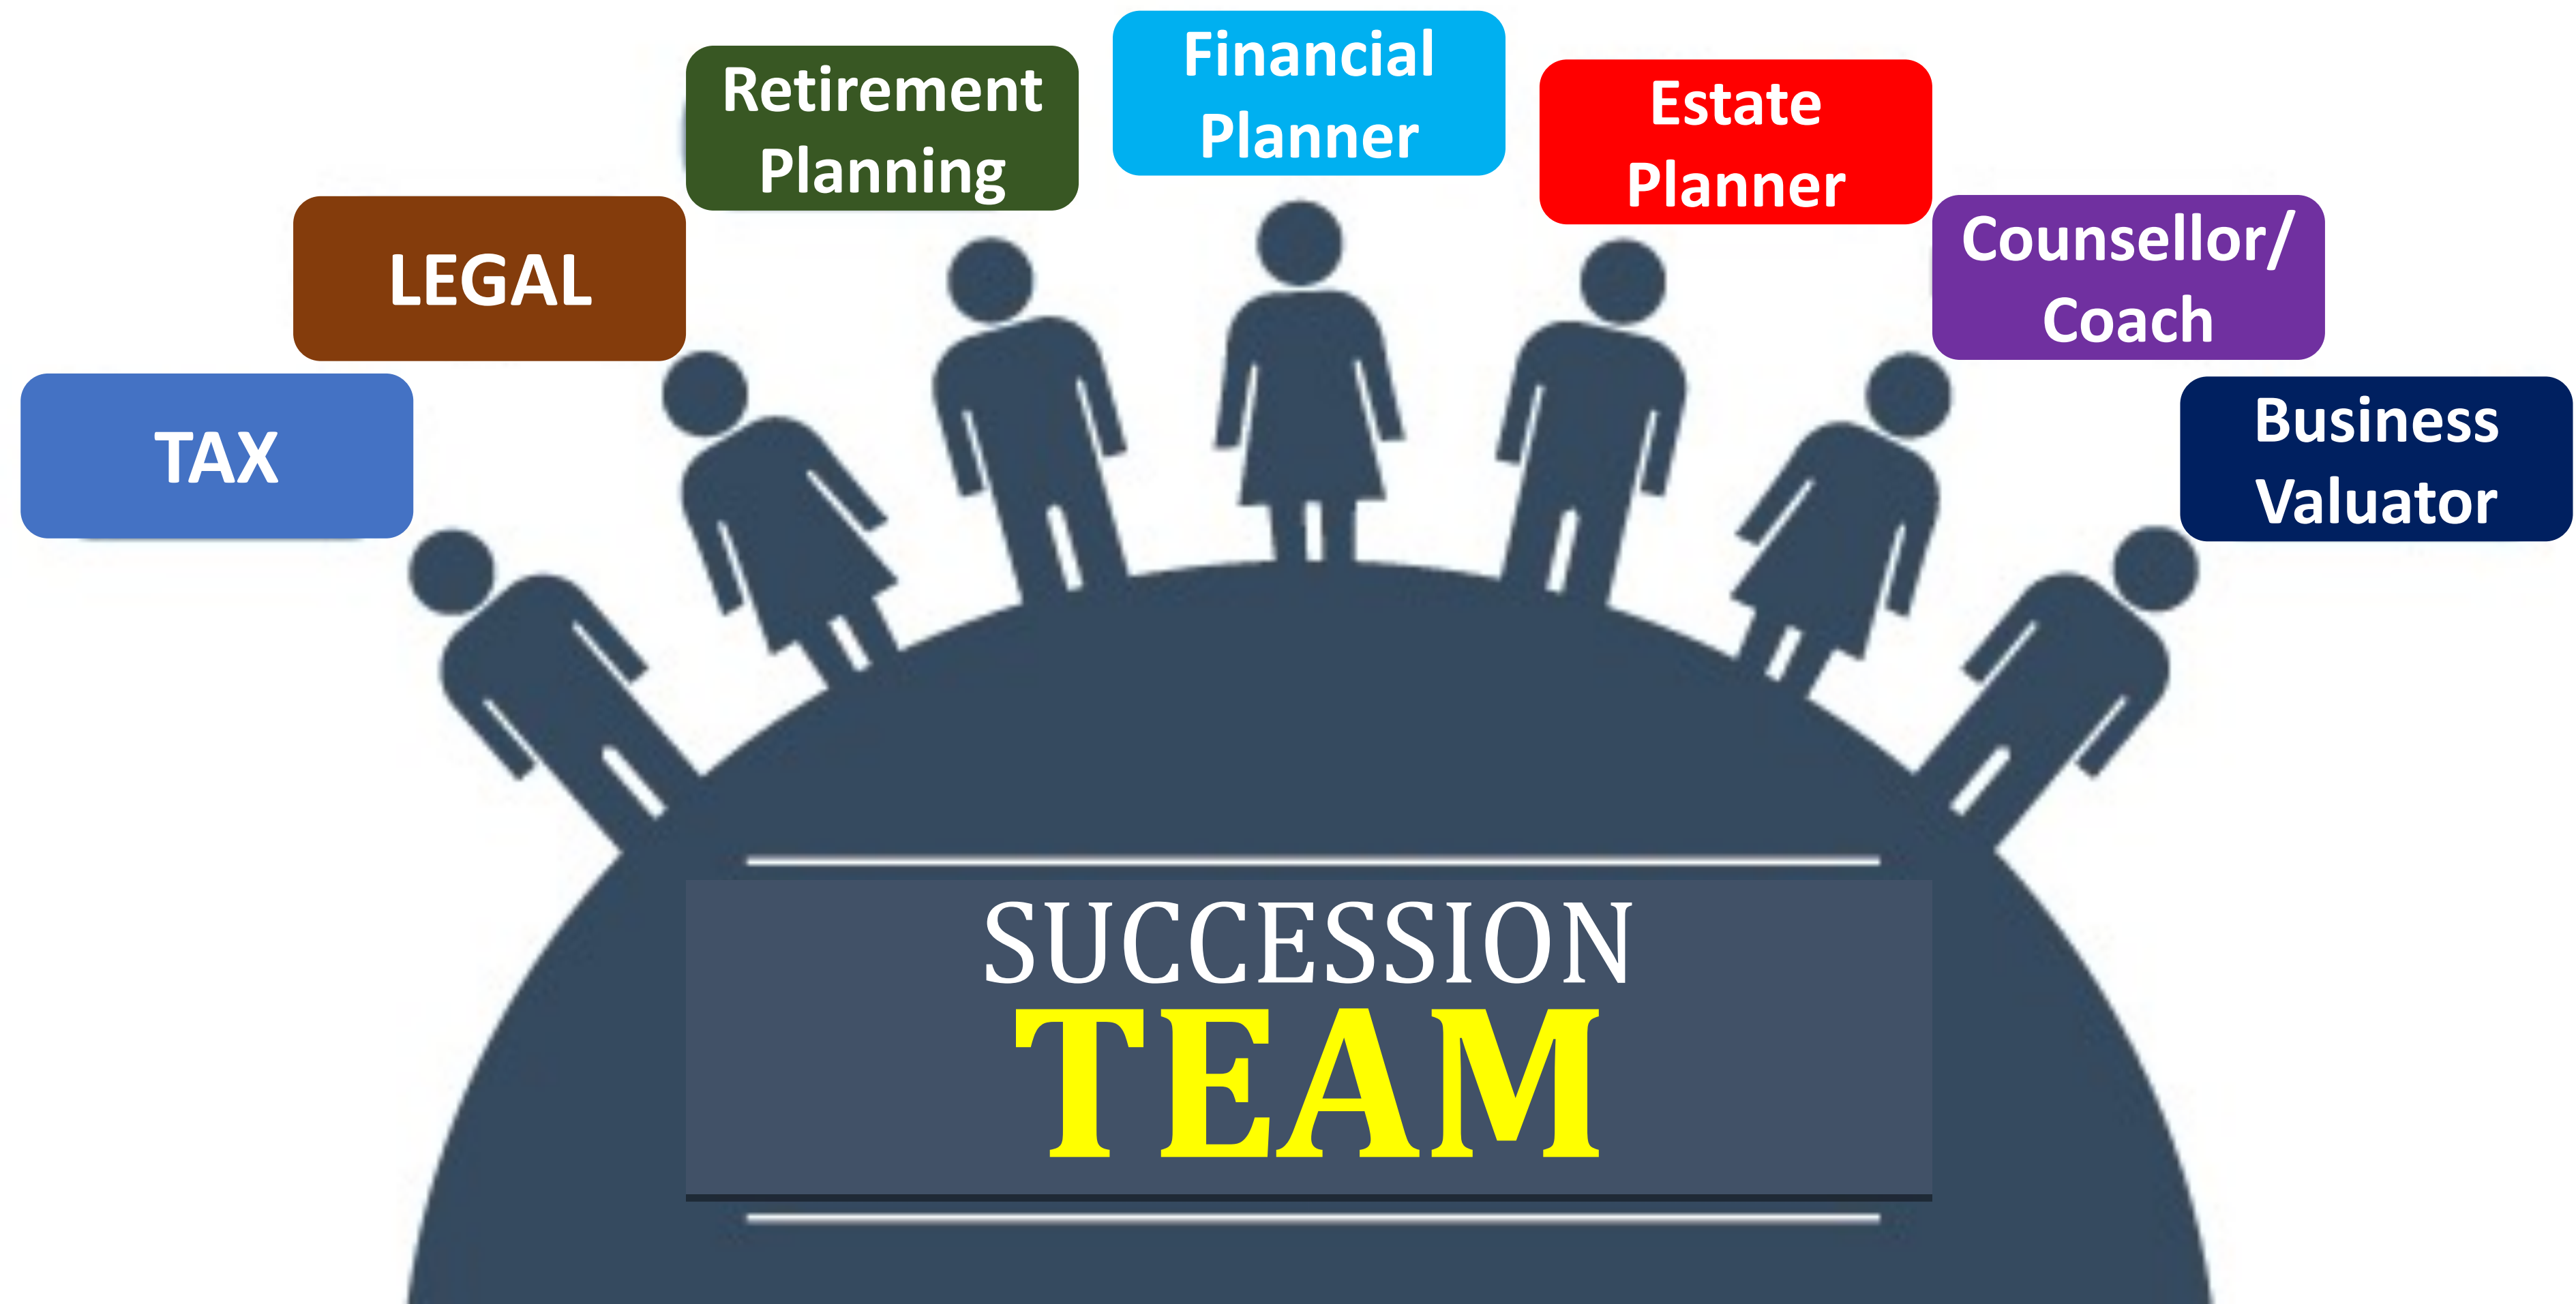 TAX
LEGAL
Retirement
Planning
Financial
Planner
Estate
Planner
Counsellor/
Coach
Business
Valuator
SUCCESSION
TEAM